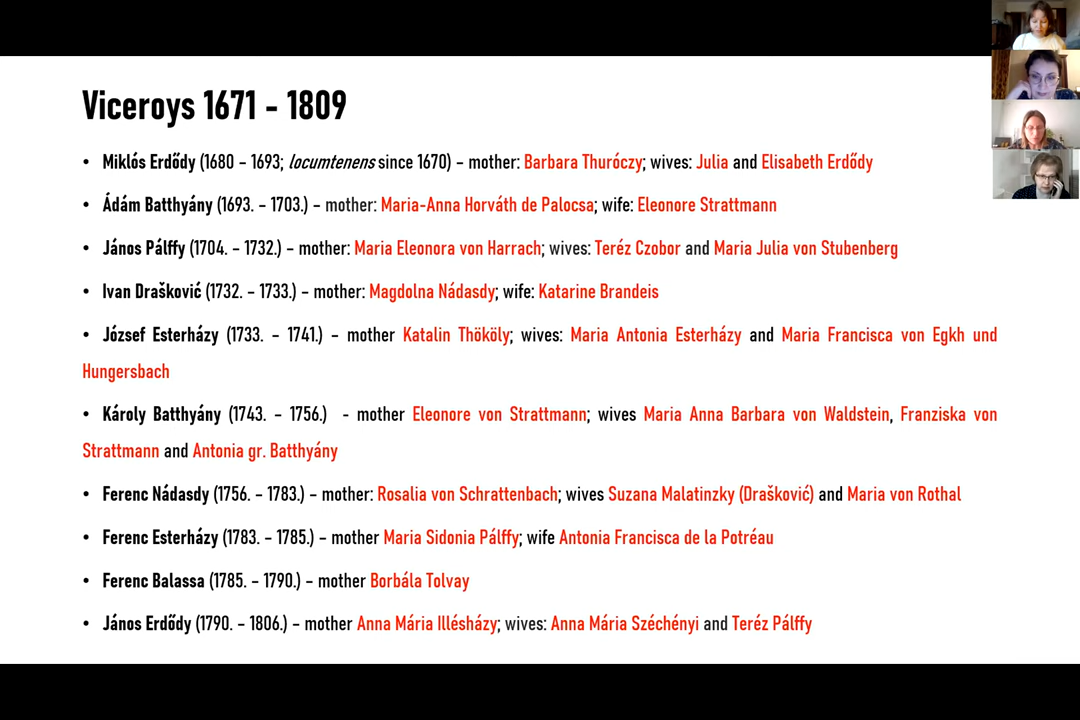 Viceroys 1671 - 1809
• Miklós Erdődy (1680 - 1693; locumtenens since 1670) - mother: Barbara Thuróczy; wives: Julia and Elisabeth Erdődy
• Ádám Batthyány (1693. - 1703.) - mother: Maria-Anna Horváth de Palocsa; wife: Eleonore Strattmann
• János Pálffy (1704. - 1732.) - mother: Maria Eleonora von Harrach; wives: Teréz Czobor and Maria Julia von Stubenberg
• Ivan Drašković (1732. - 1733.) - mother: Magdolna Nádasdy; wife: Katarine Brandeis
• József Esterházy (1733. - 1741.) - mother Katalin Thököly; wives: Maria Antonia Esterházy and Maria Francisca von Egkh und
Hungersbach
• Károly Batthyány (1743. - 1756.) - mother Eleonore von Strattmann; wives Maria Anna Barbara von Waldstein, Franziska von
Strattmann and Antonia gr. Batthyány
• Ferenc Nádasdy (1756. - 1783.) - mother: Rosalia von Schrattenbach; wives Suzana Malatinzky (Drašković) and Maria von Rothal
• Ferenc Esterházy (1783. - 1785.) - mother Maria Sidonia Pálffy; wife Antonia Francisca de la Potréau
• Ferenc Balassa (1785. - 1790.) - mother Borbála Tolvay
• János Erdődy (1790. - 1806.) - mother Anna Mária Illésházy; wives: Anna Mária Széchényi and Teréz Pálffy